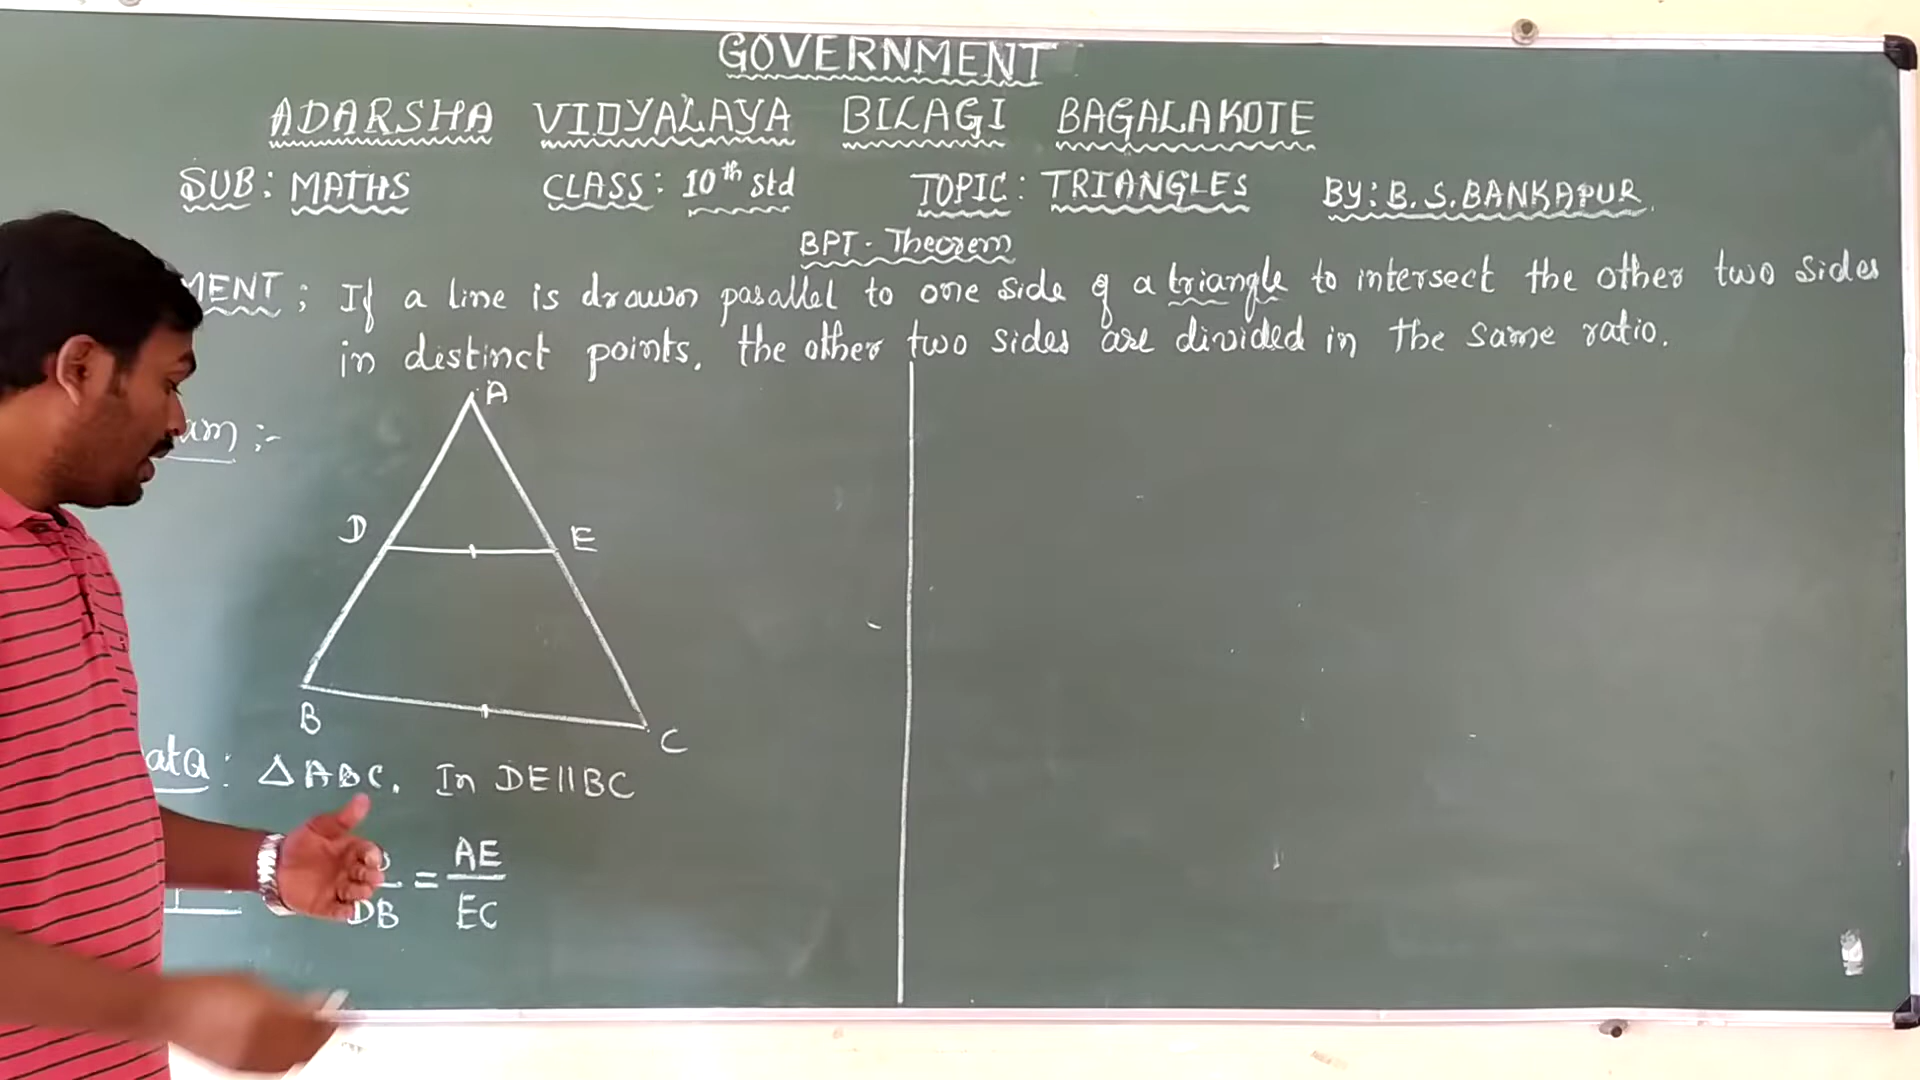 GOVERNMENT
ADARSHA VIDYALAYA BILAGI BAGALAKOTE
SUB: MATHS CLASS: 10th Std TOPIC: TRIANGLES BY: B. S. BANKAPUR.
BPT - Theorem
MENT ; If a line is drawn parallel to one side of a triangle to intersect the other two sides
in distinct points. the other two sides are divided in the same ratio.
A
am :-
D E
B
C
ata : △ ABC. In DE||BC
= AE
DB EC